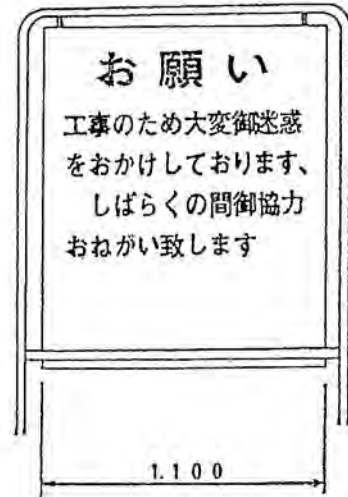 お願い
工事のため大変御迷惑
をおかけしております、
しばらくの間御協力
おねがい致します
1.100